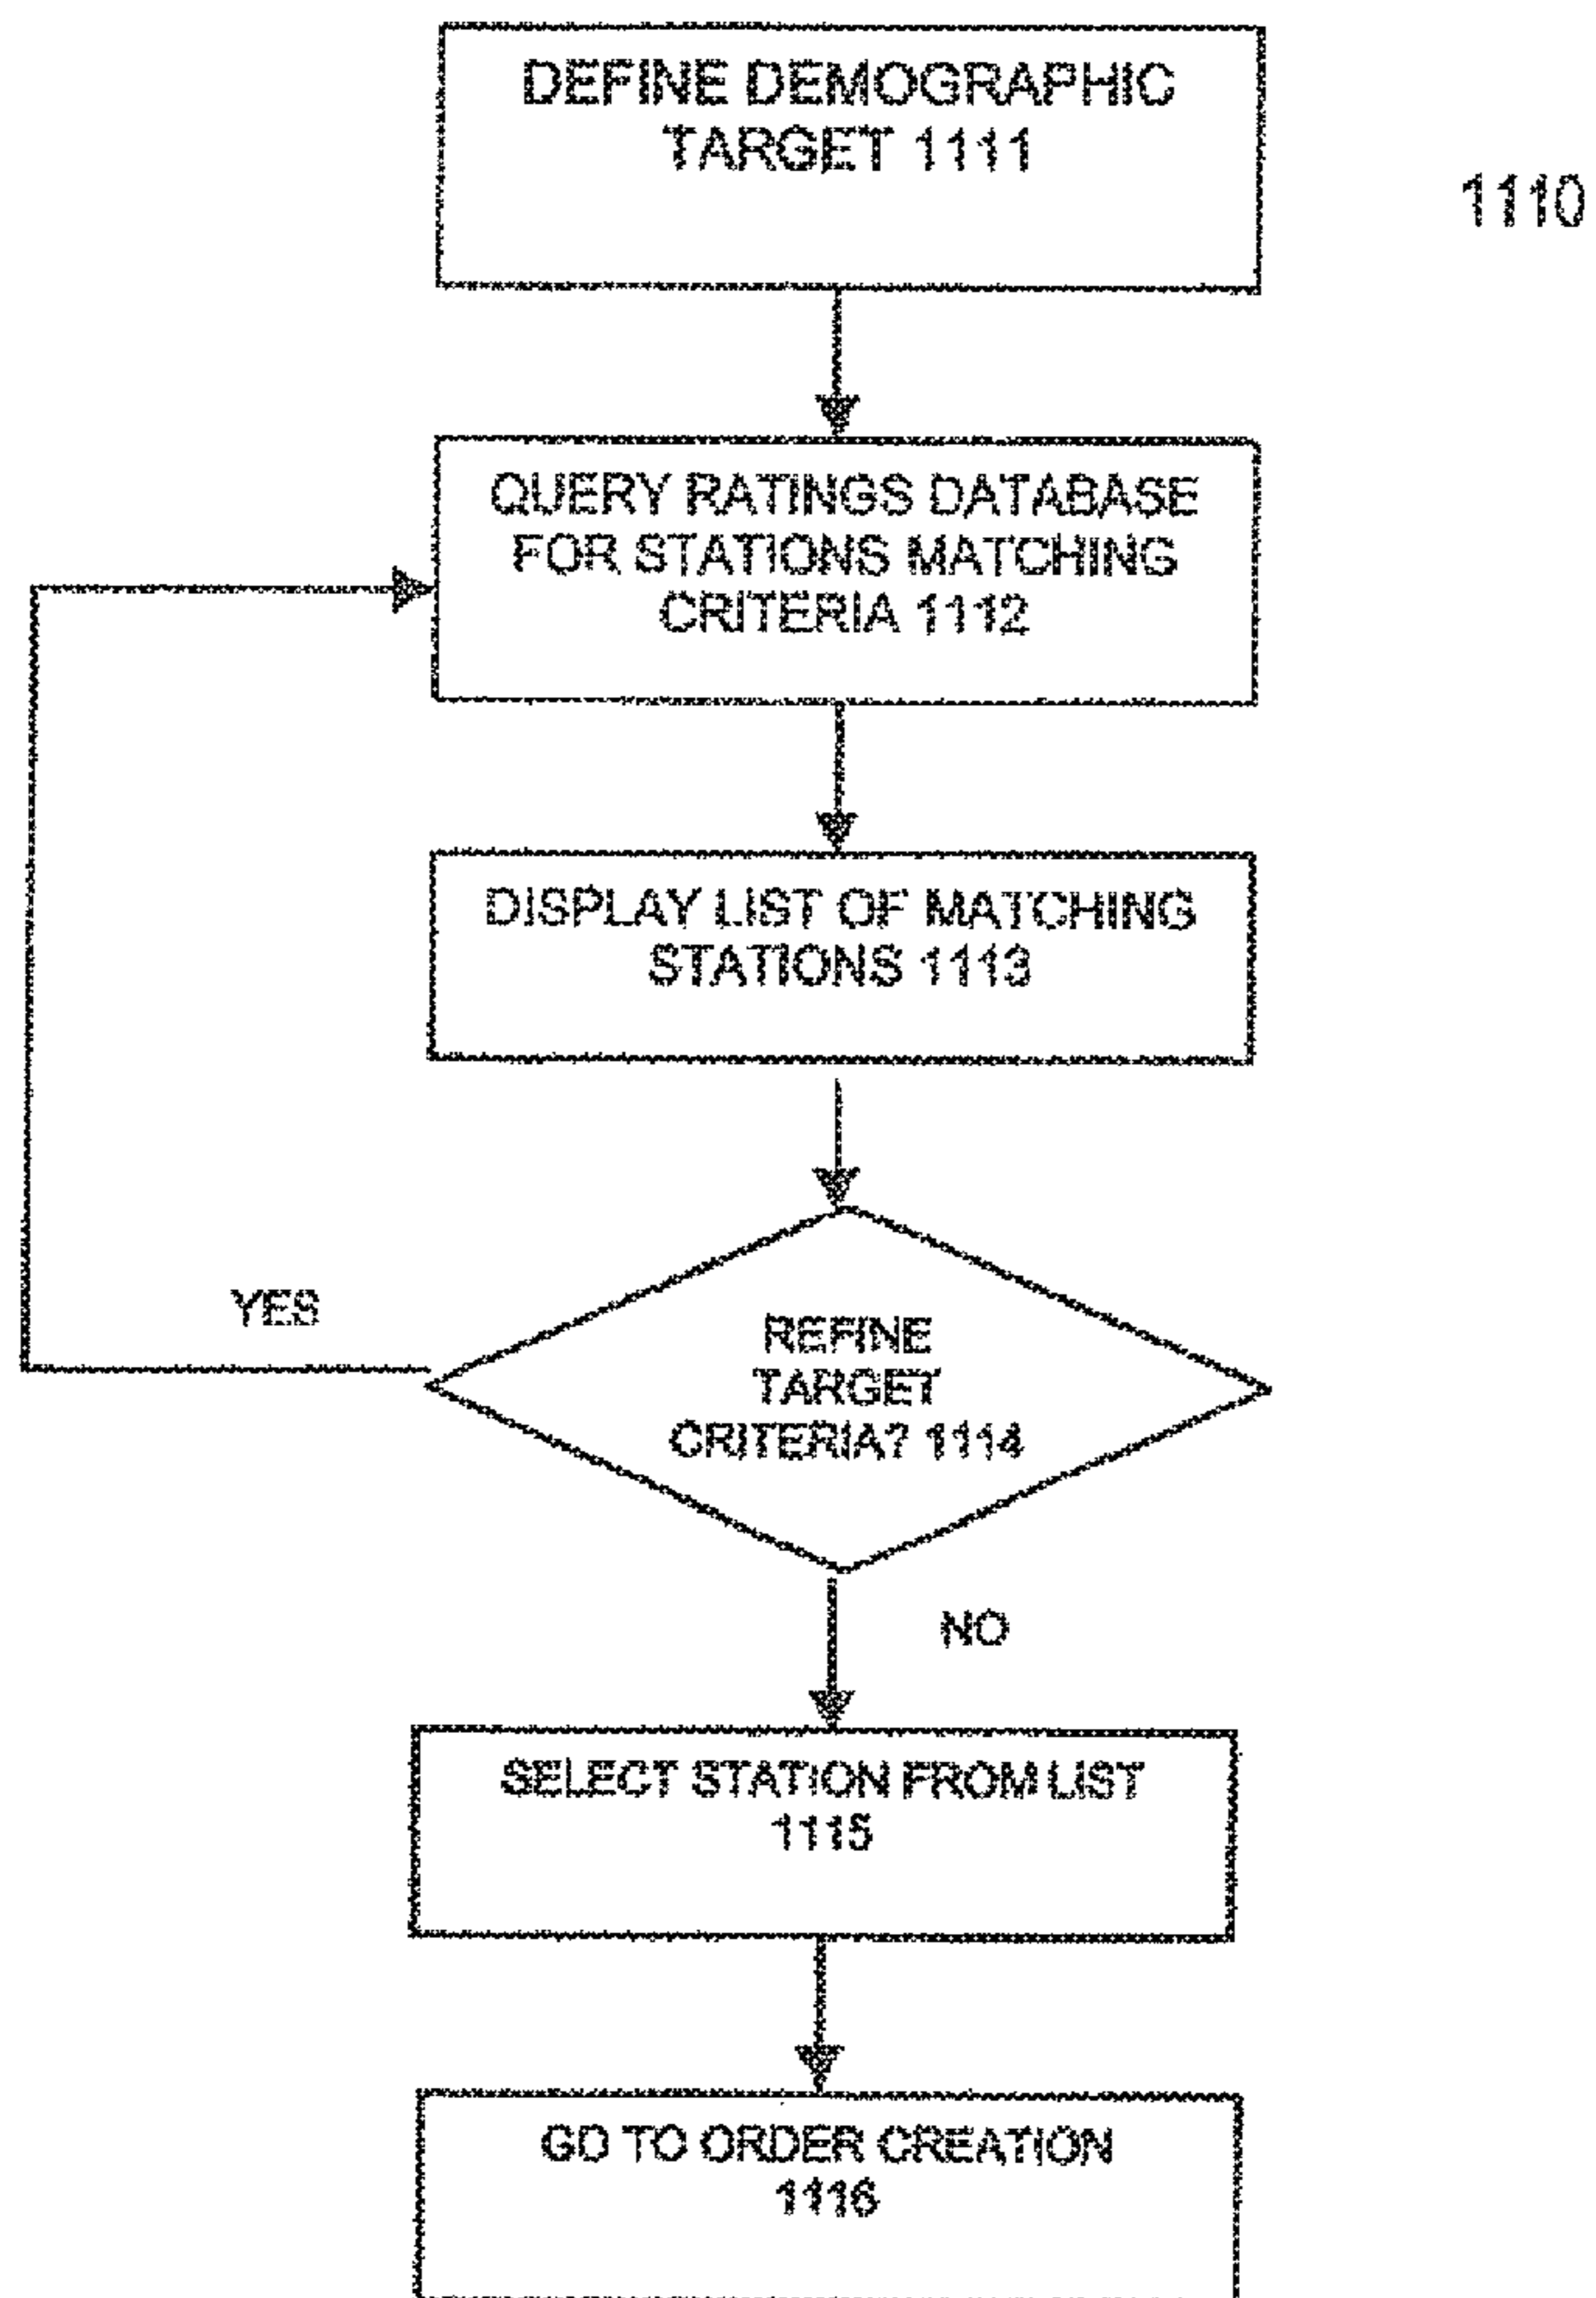 DEFINE DEMOGRAPHIC
TARGET 1111
1110
QUERY RATINGS DATABASE
FOR STATIONS MATCHING
CRITERIA 1112
DISPLAY LIST OF MATCHING
STATIONS 1113
YES
REFINE
TARGET
CRITERIA? 1114
NO
SELECT STATION FROM LIST
1115
GO TO ORDER CREATION
1116